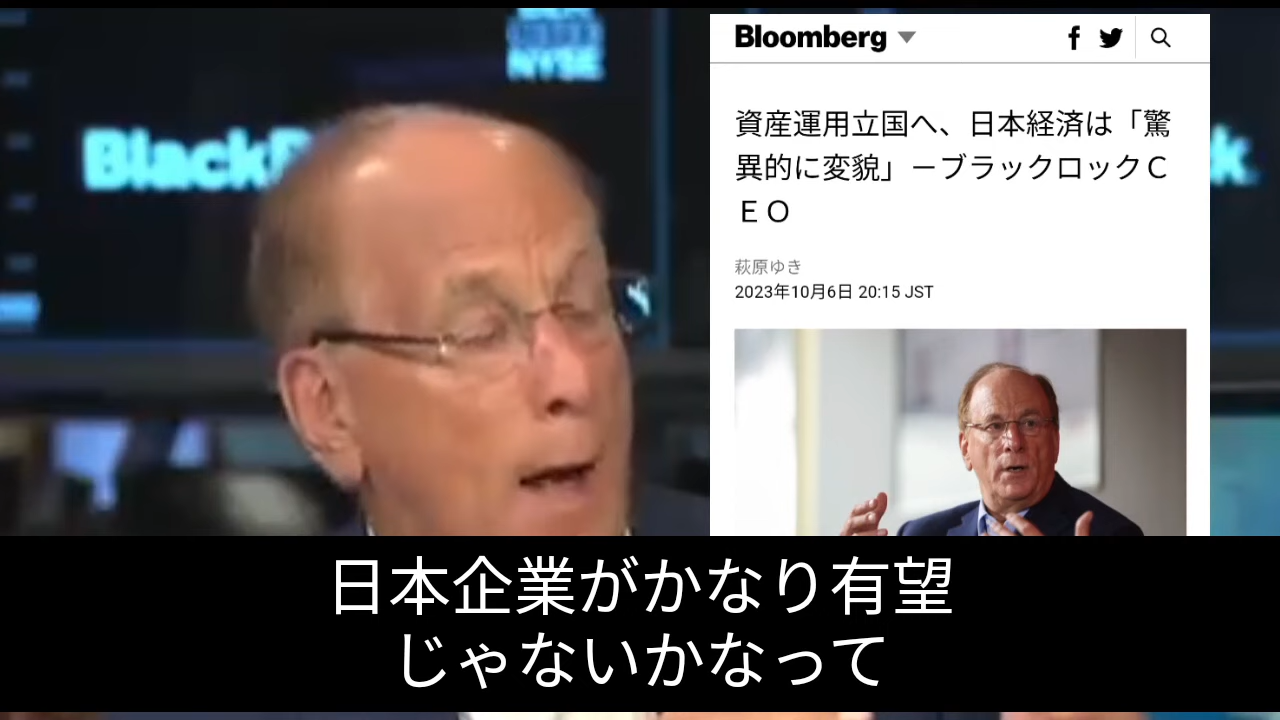 NYSE
BlackR
k.
Bloomberg
資産運用立国へ、日本経済は「驚
異的に変貌」－ブラックロックＣ
ＥＯ
萩原ゆき
2023年10月6日 20:15 JST
日本企業がかなり有望
じゃないかなって